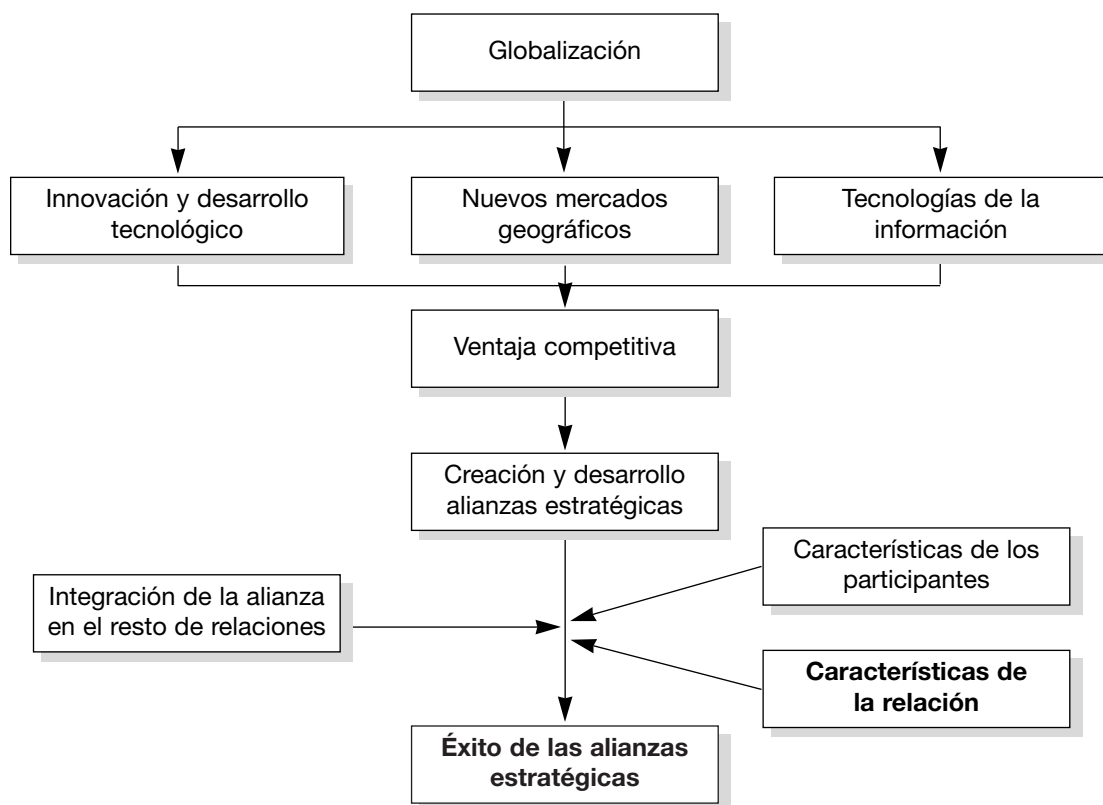 Globalización
Innovación y desarrollo
tecnológico
Nuevos mercados
geográficos
Tecnologías de la
información
Ventaja competitiva
Creación y desarrollo
alianzas estratégicas
Características de los
participantes
Integración de la alianza
en el resto de relaciones
Características de
la relación
Éxito de las alianzas
estratégicas